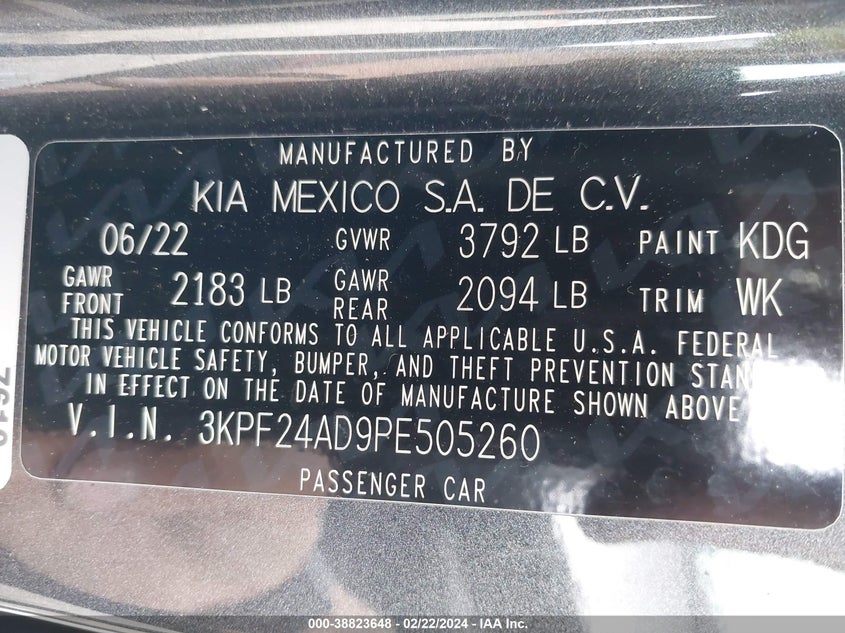 MANUFACTURED BY
KIA MEXICO S.A. DE C.V.
06/22 GVWR 3792 LB PAINT KDG
GAWR FRONT 2183 LB GAWR REAR 2094 LB TRIM WK
THIS VEHICLE CONFORMS TO ALL APPLICABLE U.S.A. FEDERAL
MOTOR VEHICLE SAFETY, BUMPER, AND THEFT PREVENTION
IN EFFECT ON THE DATE OF MANUFACTURE SHOWN ABOVE
V.I.N. 3KPF24AD9PE505260
PASSENGER CAR
000-38823648 - 02/22/2024 - IAA Inc.